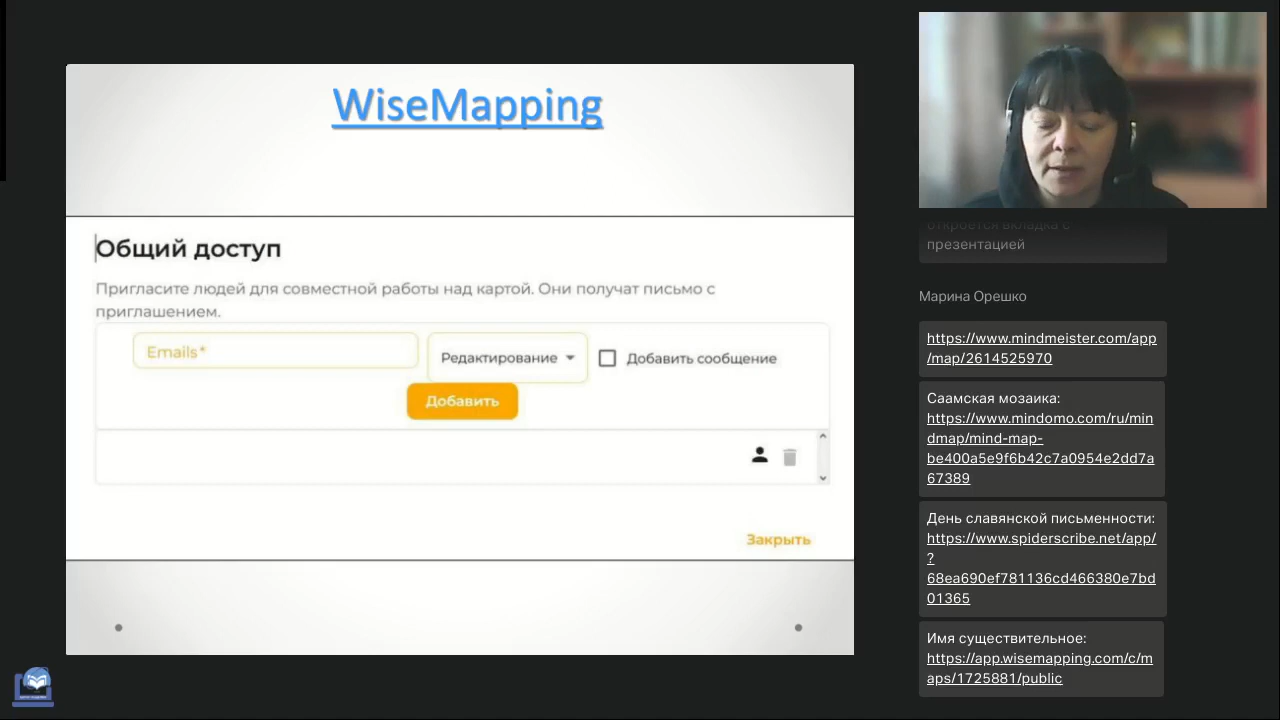 WiseMapping
Общий доступ
Пригласите людей для совместной работы над картой. Они получат письмо с
приглашением.
Emails*
Редактирование
Добавить сообщение
Добавить
Закрыть
откроется вкладка с
презентацией
Марина Орешко
https://www.mindmeister.com/app
/map/2614525970
Саамская мозаика:
https://www.mindomo.com/ru/min
dmap/mind-map-
be400a5e9f6b42c7a0954e2dd7a
67389
День славянской письменности:
https://www.spiderscribe.net/app/
?
68ea690ef781136cd466380e7bd
01365
Имя существительное:
https://app.wisemapping.com/c/m
aps/1725881/public